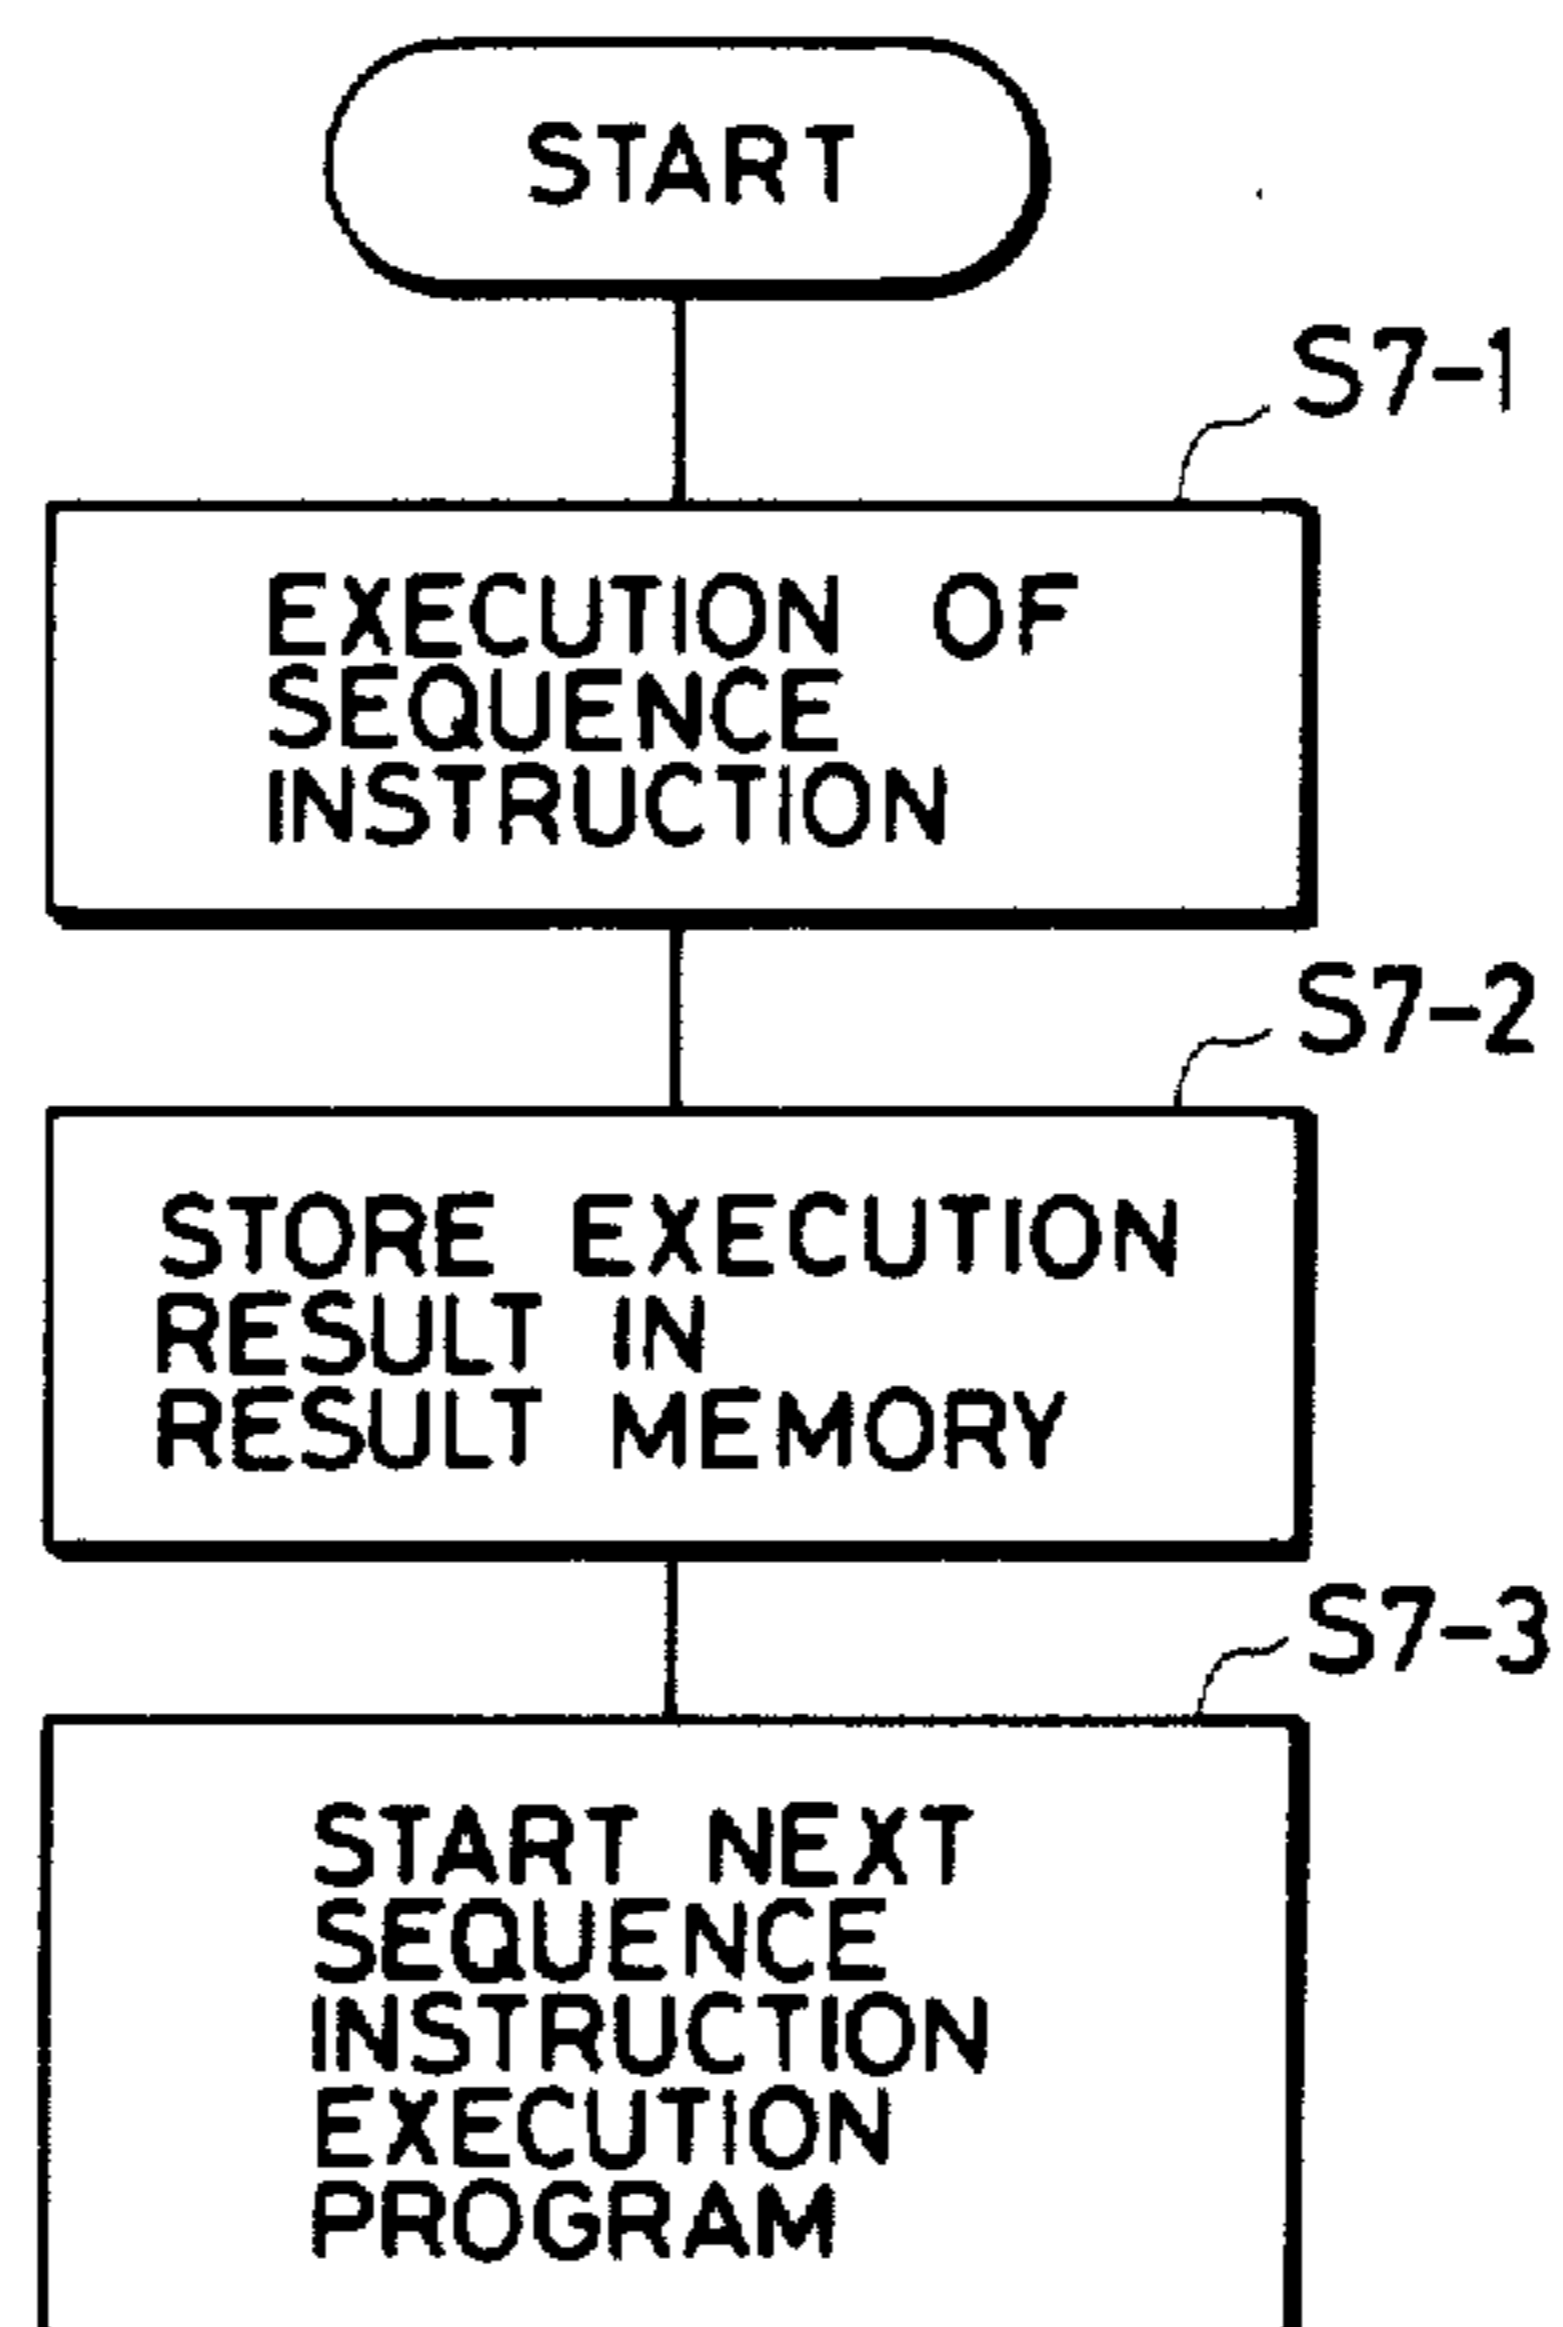 START
S7-1
EXECUTION OF
SEQUENCE
INSTRUCTION
S7-2
STORE EXECUTION
RESULT IN
RESULT MEMORY
S7-3
START NEXT
SEQUENCE
INSTRUCTION
EXECUTION
PROGRAM